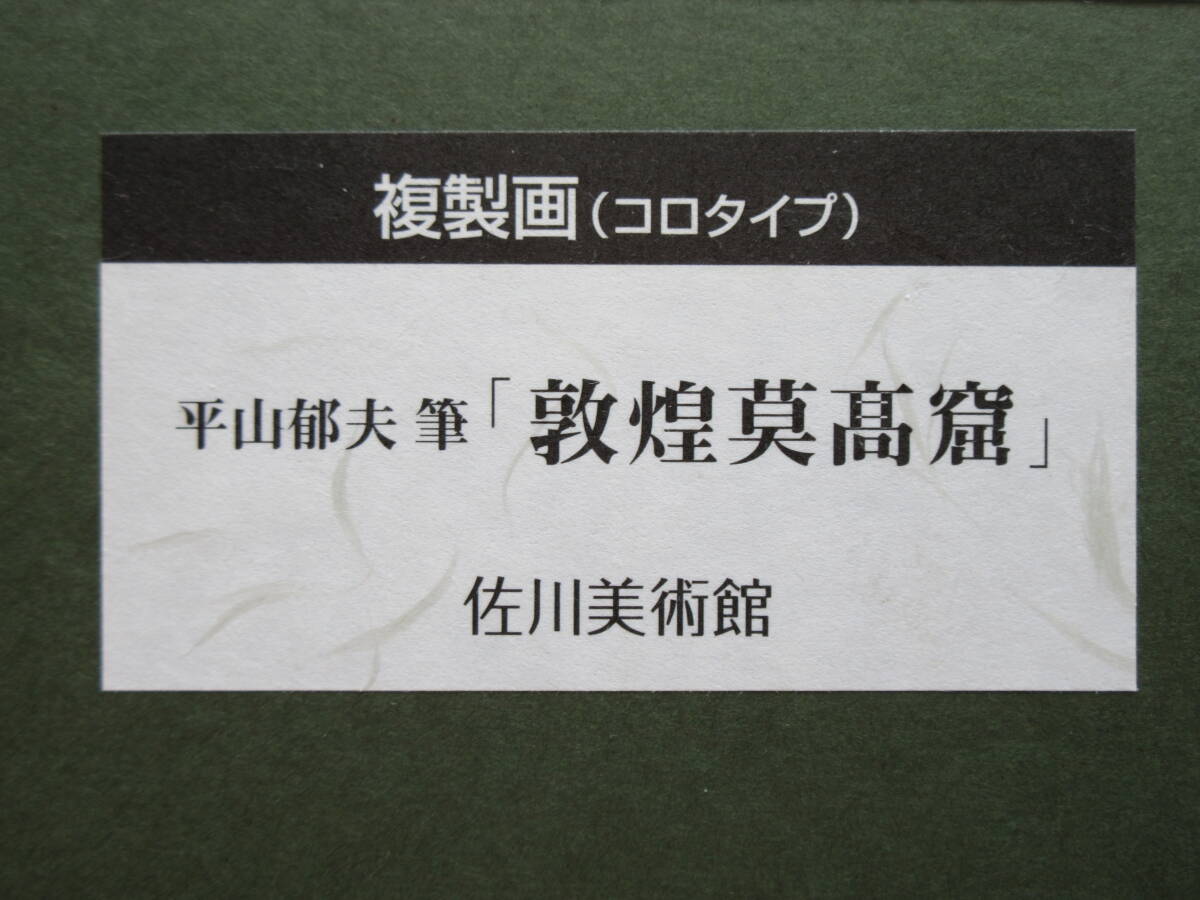 複製画（コロタイプ）
平山郁夫 筆「敦煌莫髙窟」
佐川美術館